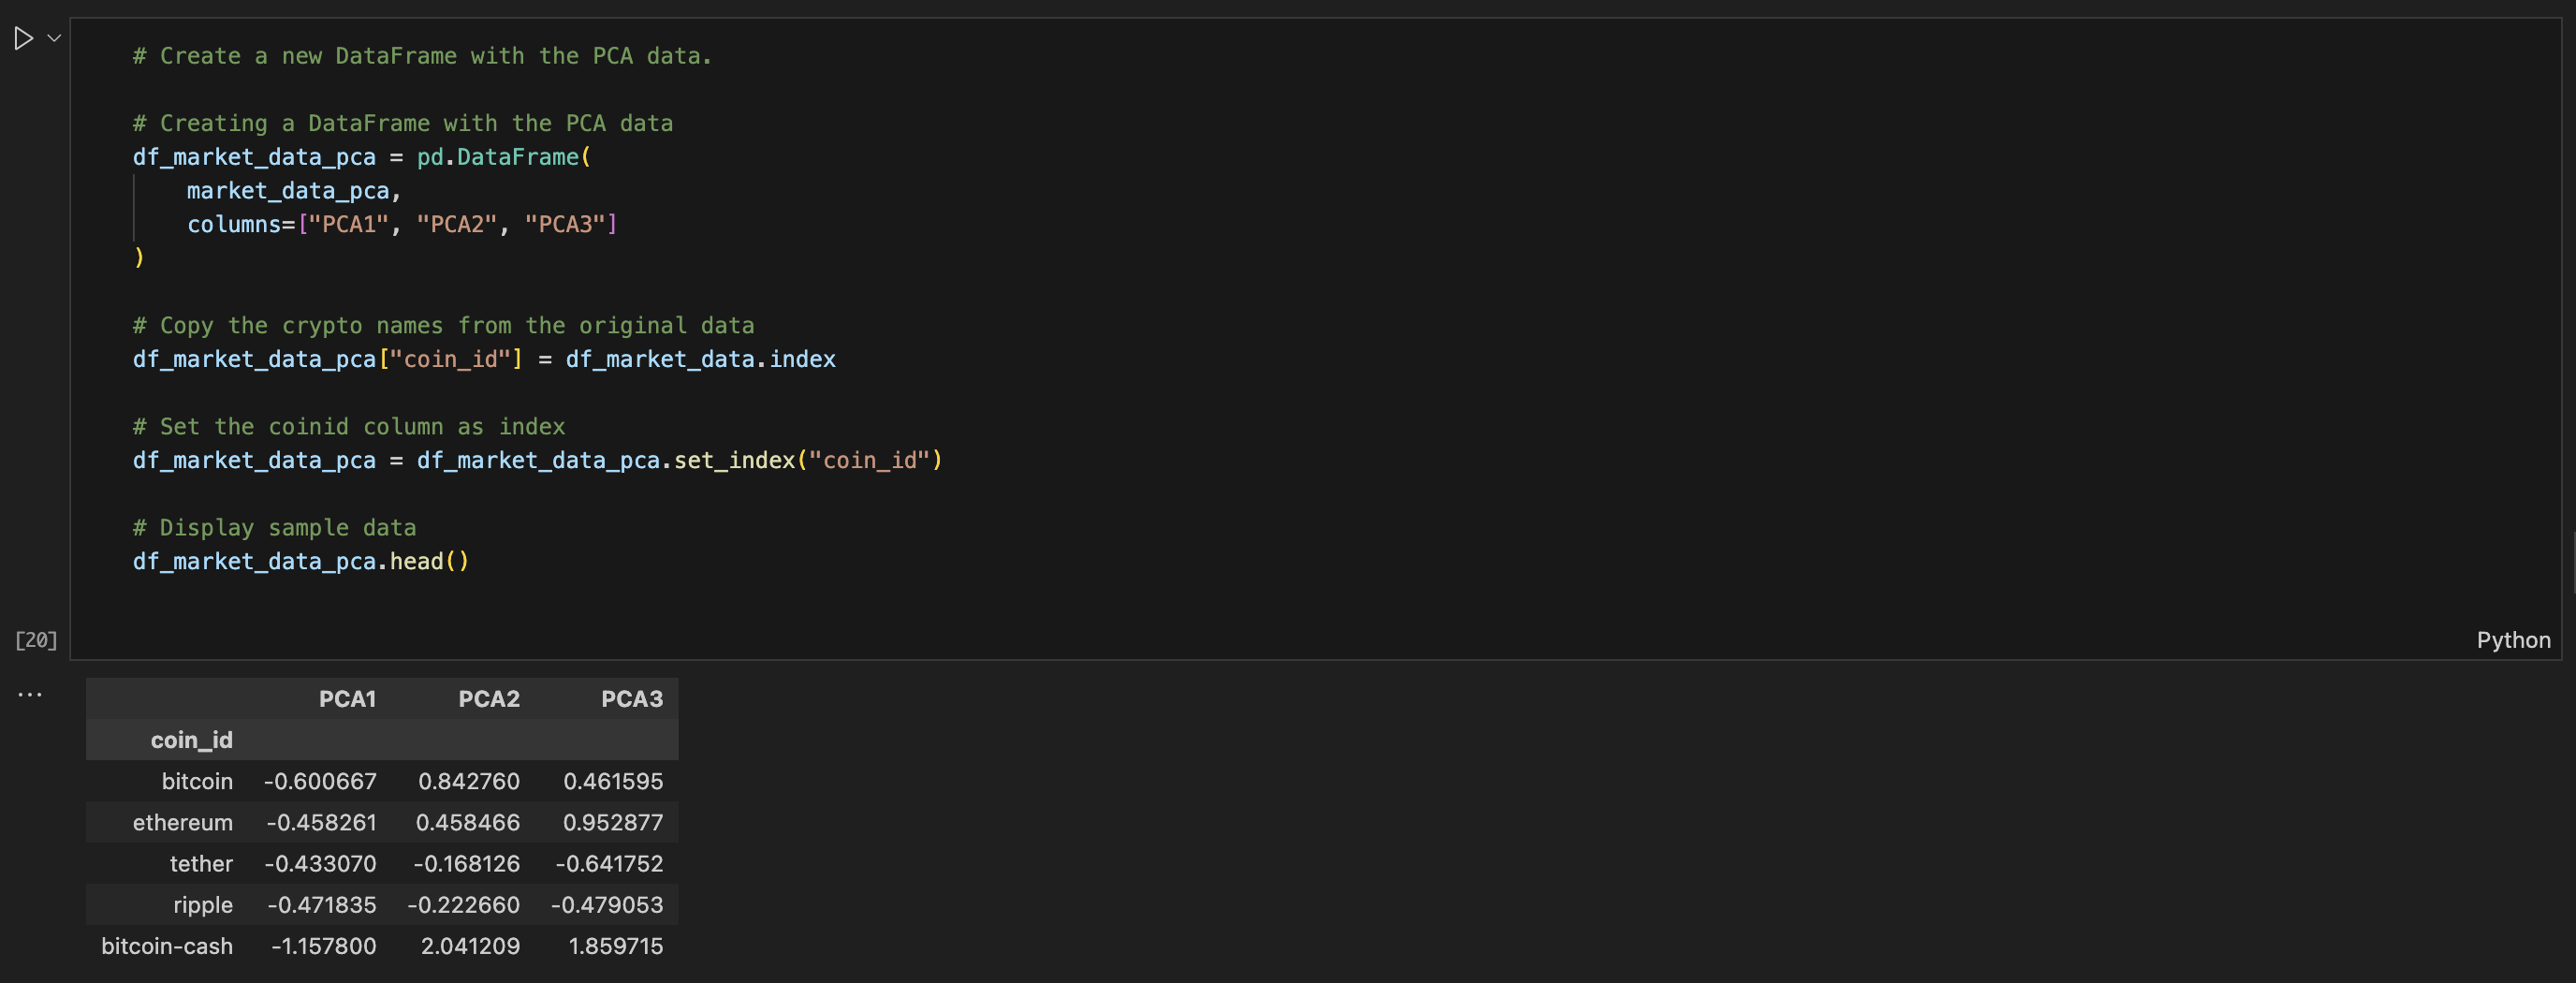 # Create a new DataFrame with the PCA data.
# Creating a DataFrame with the PCA data
df_market_data_pca = pd.DataFrame(
market_data_pca,
columns=["PCA1", "PCA2", "PCA3"]
)
# Copy the crypto names from the original data
df_market_data_pca["coin_id"] = df_market_data.index
# Set the coinid column as index
df_market_data_pca = df_market_data_pca.set_index("coin_id")
# Display sample data
df_market_data_pca.head()
[20]
Python
PCA1 PCA2 PCA3
coin_id
bitcoin -0.600667 0.842760 0.461595
ethereum -0.458261 0.458466 0.952877
tether -0.433070 -0.168126 -0.641752
ripple -0.471835 -0.222660 -0.479053
bitcoin-cash -1.157800 2.041209 1.859715